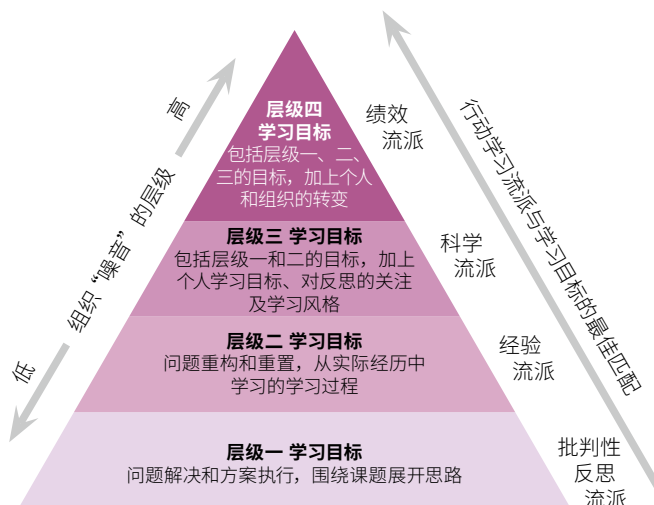 层级四
学习目标
包括层级一、二、
三的目标，加上个人
和组织的转变
层级三 学习目标
包括层级一和二的目标，加上
个人学习目标、对反思的关注
及学习风格
层级二 学习目标
问题重构和重置，从实际经历中
学习的学习过程
层级一 学习目标
问题解决和方案执行，围绕课题展开思路
高
组织“噪音”的层级
低
绩效
流派
科学
流派
经验
流派
批判性
反思
流派
行动学习流派与学习目标的最佳匹配